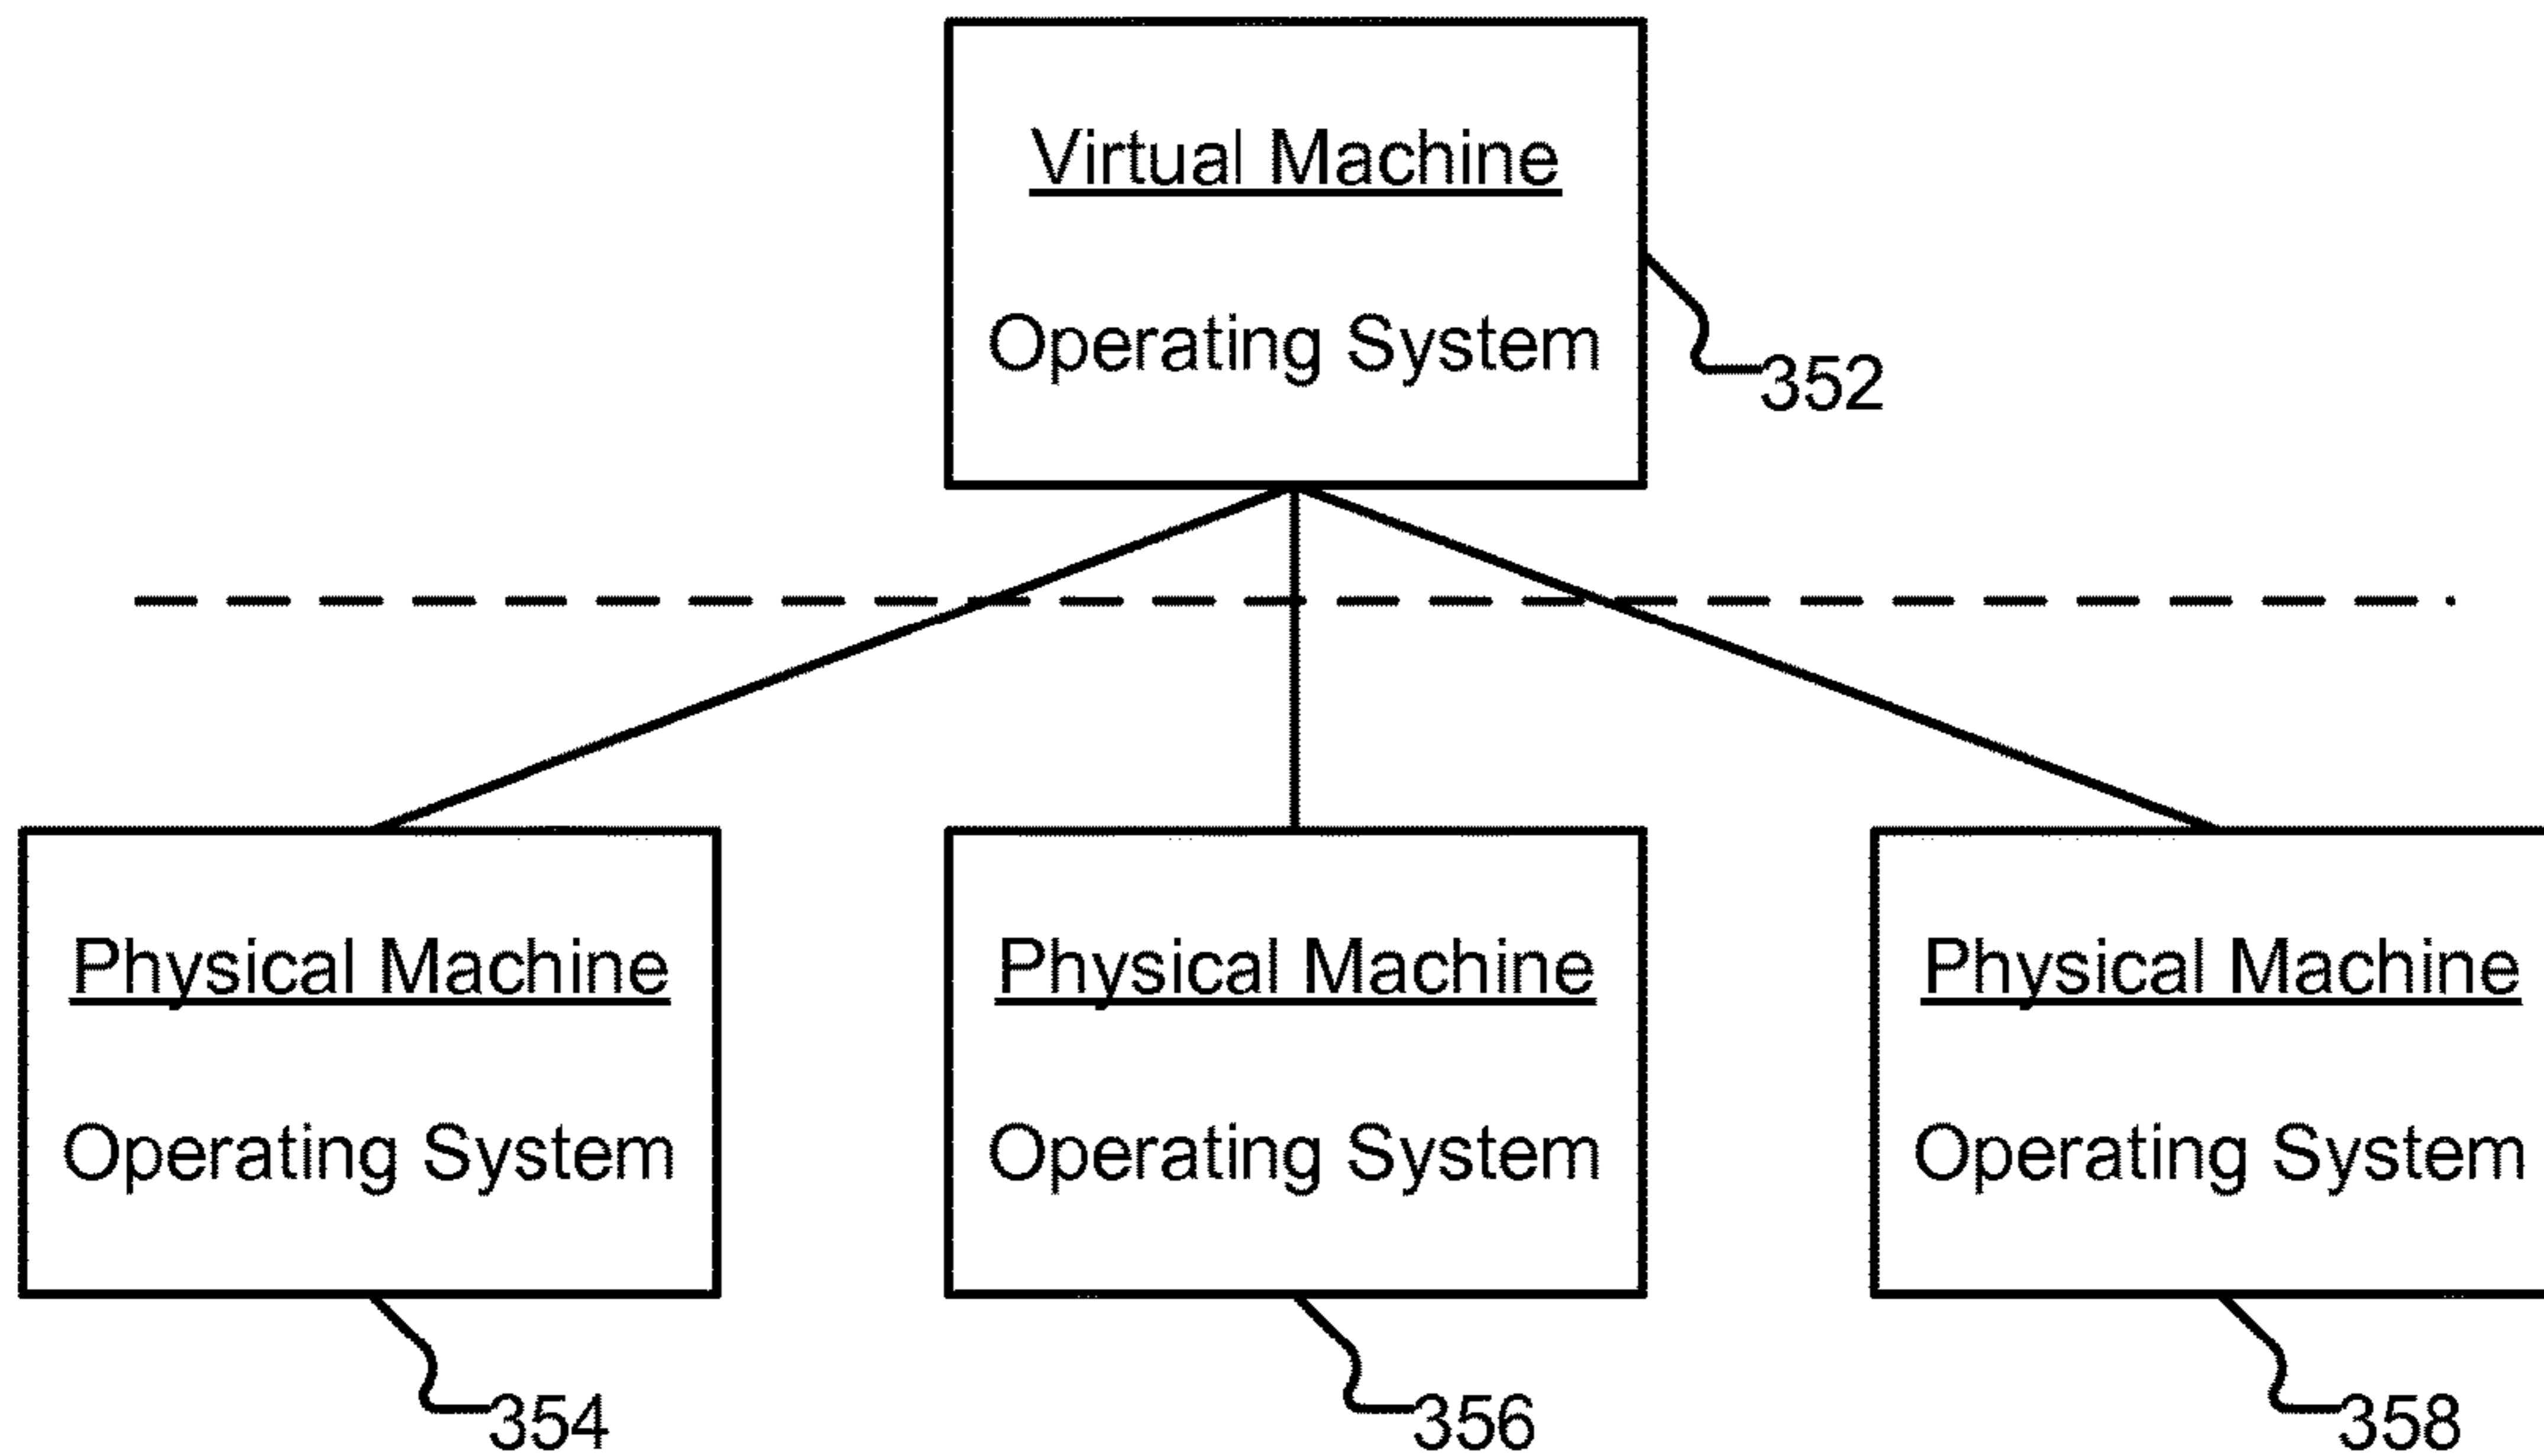 Virtual Machine
Operating System
352
Physical Machine
Operating System
354
Physical Machine
Operating System
356
Physical Machine
Operating System
358